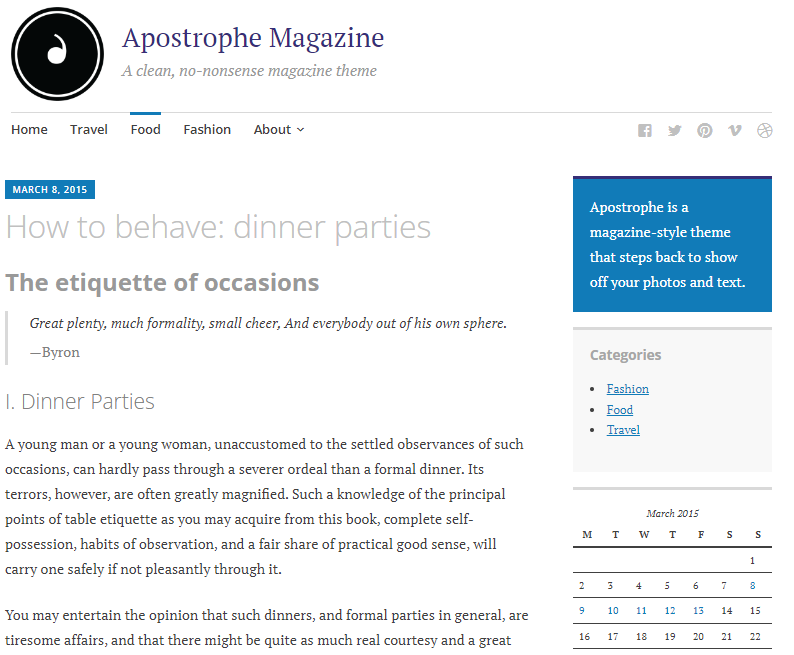 Apostrophe Magazine
A clean, no-nonsense magazine theme
Home Travel Food Fashion About
MARCH 8, 2015
How to behave: dinner parties
The etiquette of occasions
Great plenty, much formality, small cheer, And everybody out of his own sphere.
—Byron
I. Dinner Parties
A young man or a young woman, unaccustomed to the settled observances of such
occasions, can hardly pass through a severer ordeal than a formal dinner. Its
terrors, however, are often greatly magnified. Such a knowledge of the principal
points of table etiquette as you may acquire from this book, complete self-
possession, habits of observation, and a fair share of practical good sense, will
carry one safely if not pleasantly through it.
You may entertain the opinion that such dinners, and formal parties in general, are
tiresome affairs, and that there might be quite as much real courtesy and a great
Apostrophe is a
magazine-style theme
that steps back to show
off your photos and text.
Categories
Fashion
Food
Travel
March 2015
M T W T F S S
1
2 3 4 5 6 7 8
9 10 11 12 13 14 15
16 17 18 19 20 21 22